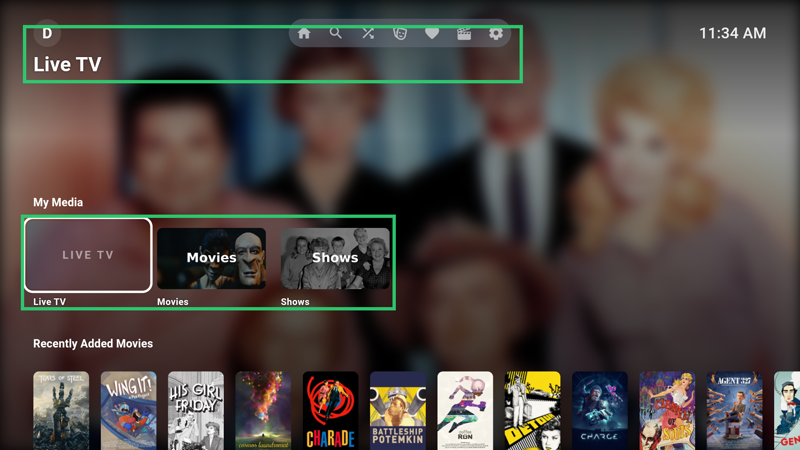 D
11:34 AM
Live TV
My Media
LIVE TV
Movies
Shows
Live TV
Movies
Shows
Recently Added Movies
TEARS OF STEEL
WING IT!
HIS GIRL FRIDAY
CHARADE
BATTLESHIP POTEMKIN
RUN
DETOUR
CHARGE
AGENT 327